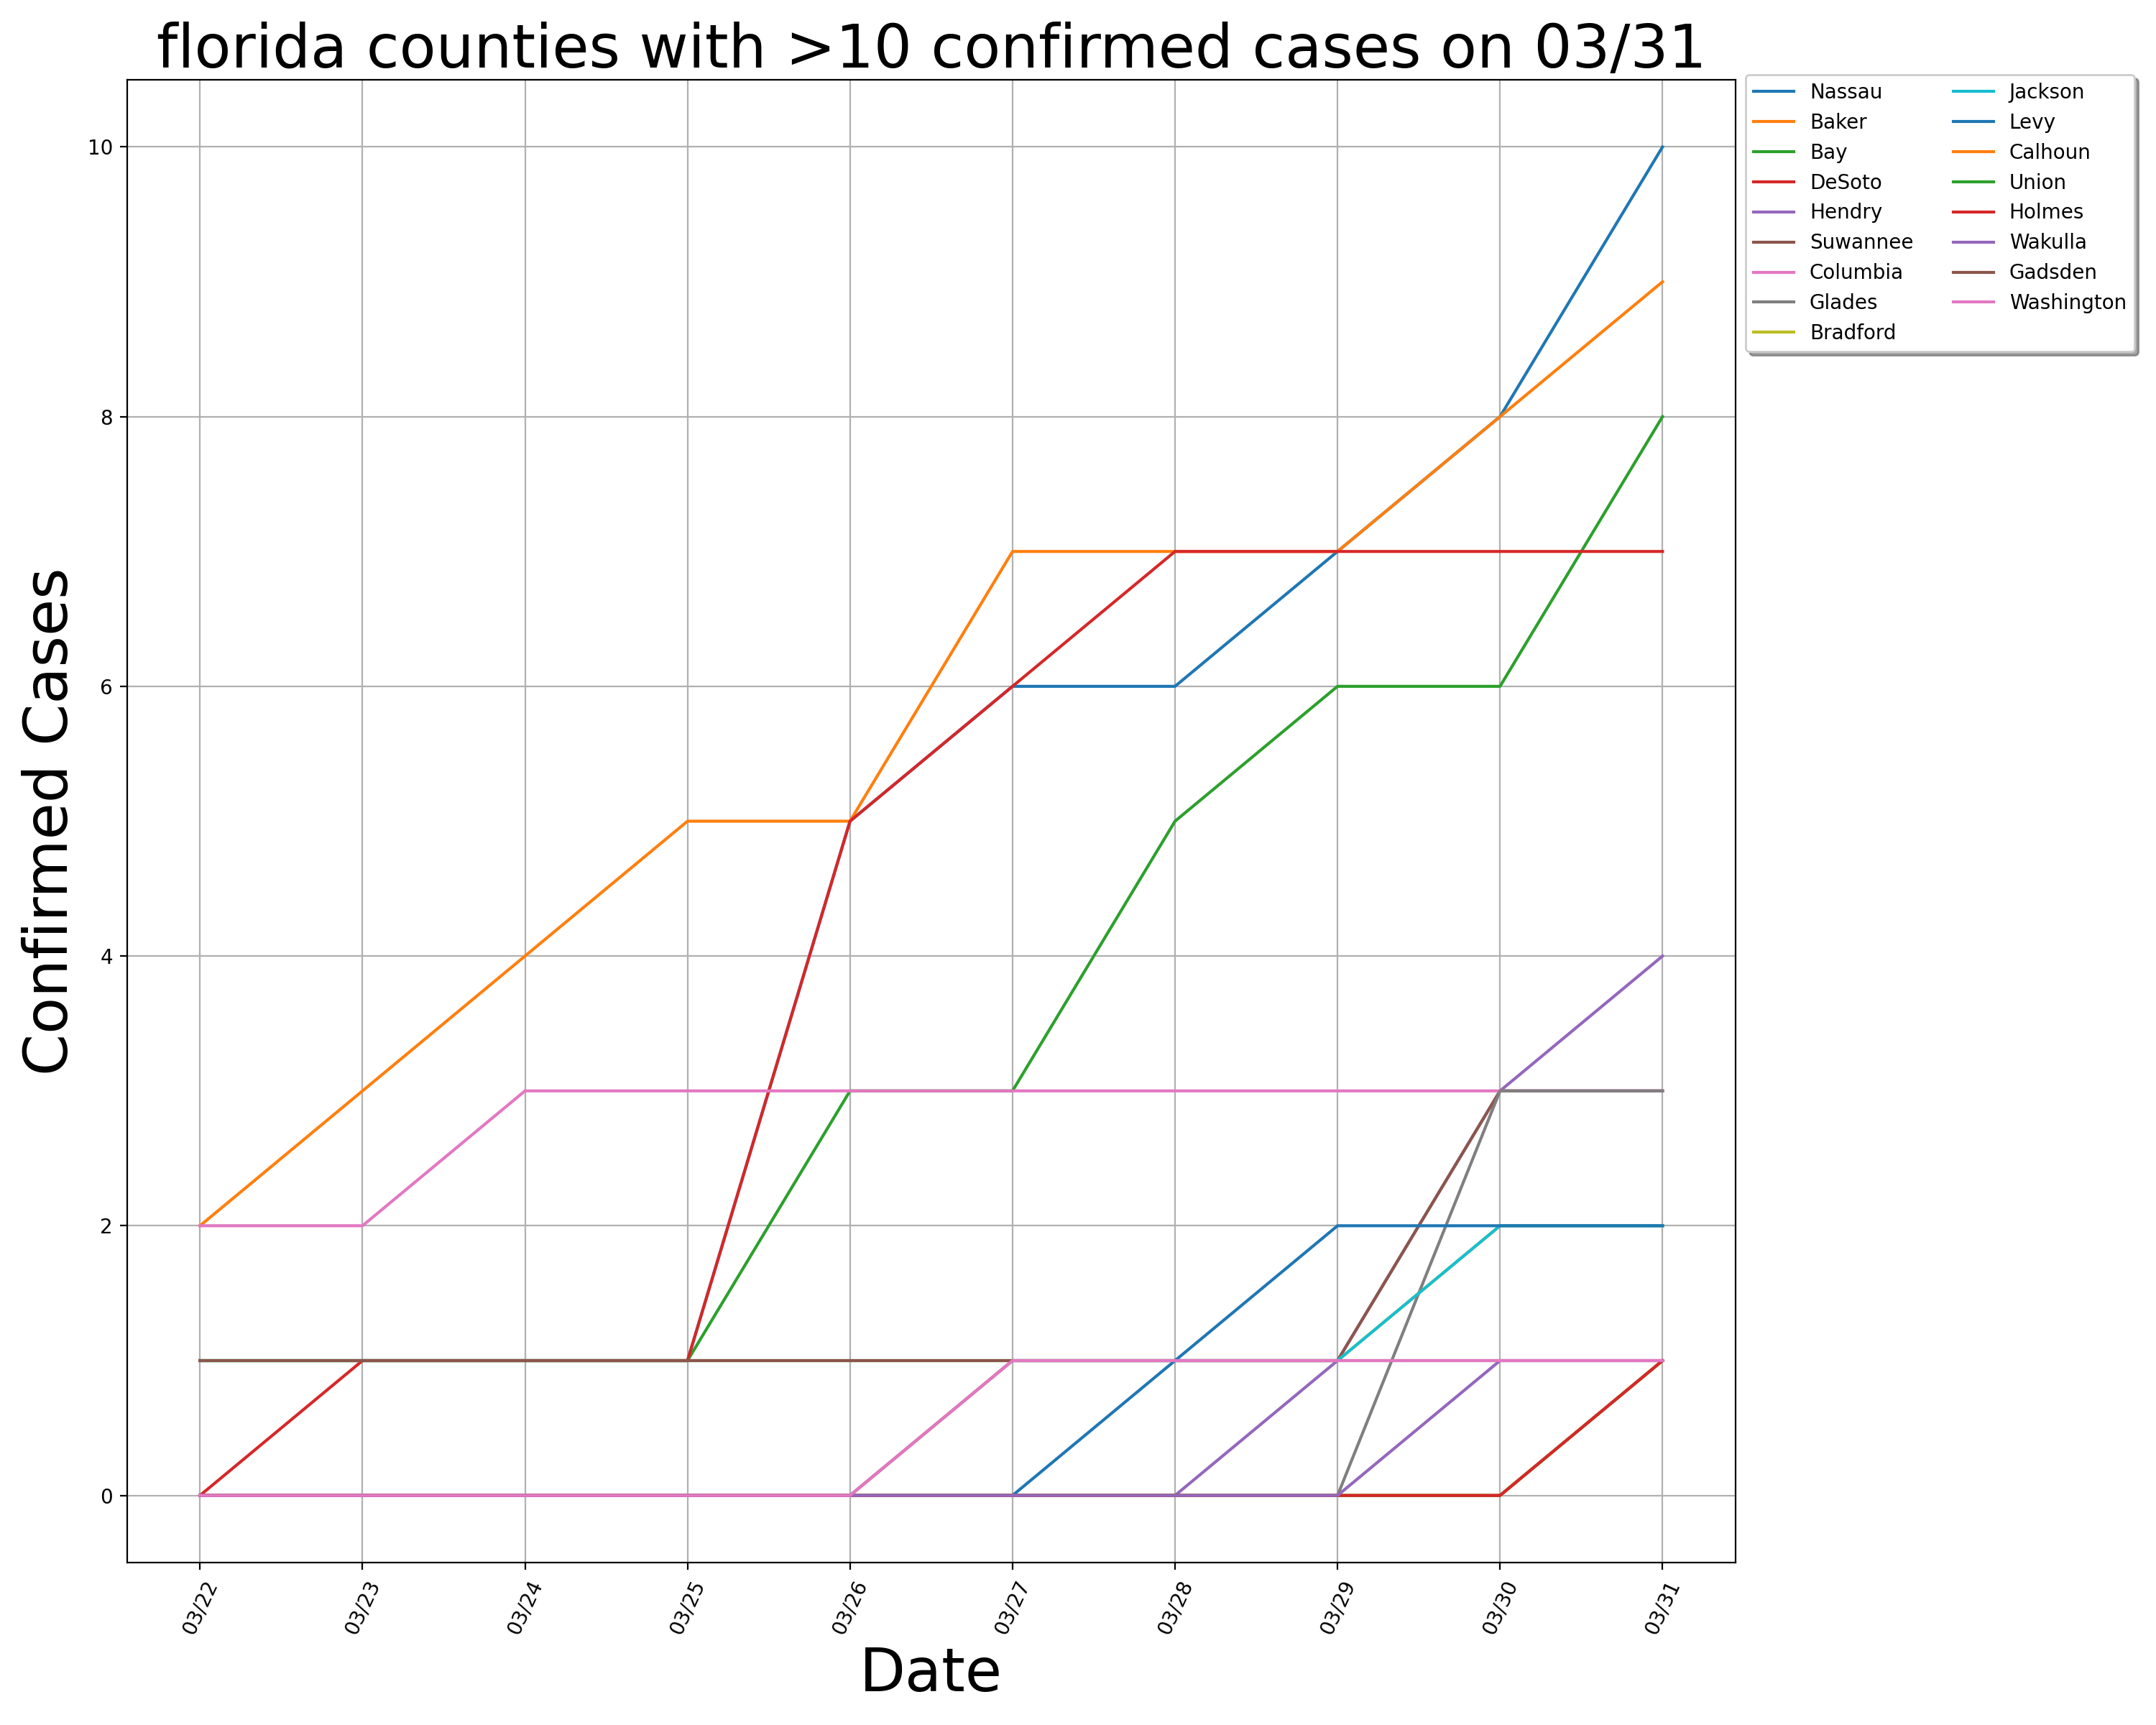 florida counties with >10 confirmed cases on 03/31
Confirmed Cases
10
8
6
4
2
0
03/22
03/23
03/24
03/25
03/26
03/27
03/28
03/29
03/30
03/31
Date
Nassau
Baker
Bay
DeSoto
Hendry
Suwannee
Columbia
Glades
Bradford
Jackson
Levy
Calhoun
Union
Holmes
Wakulla
Gadsden
Washington